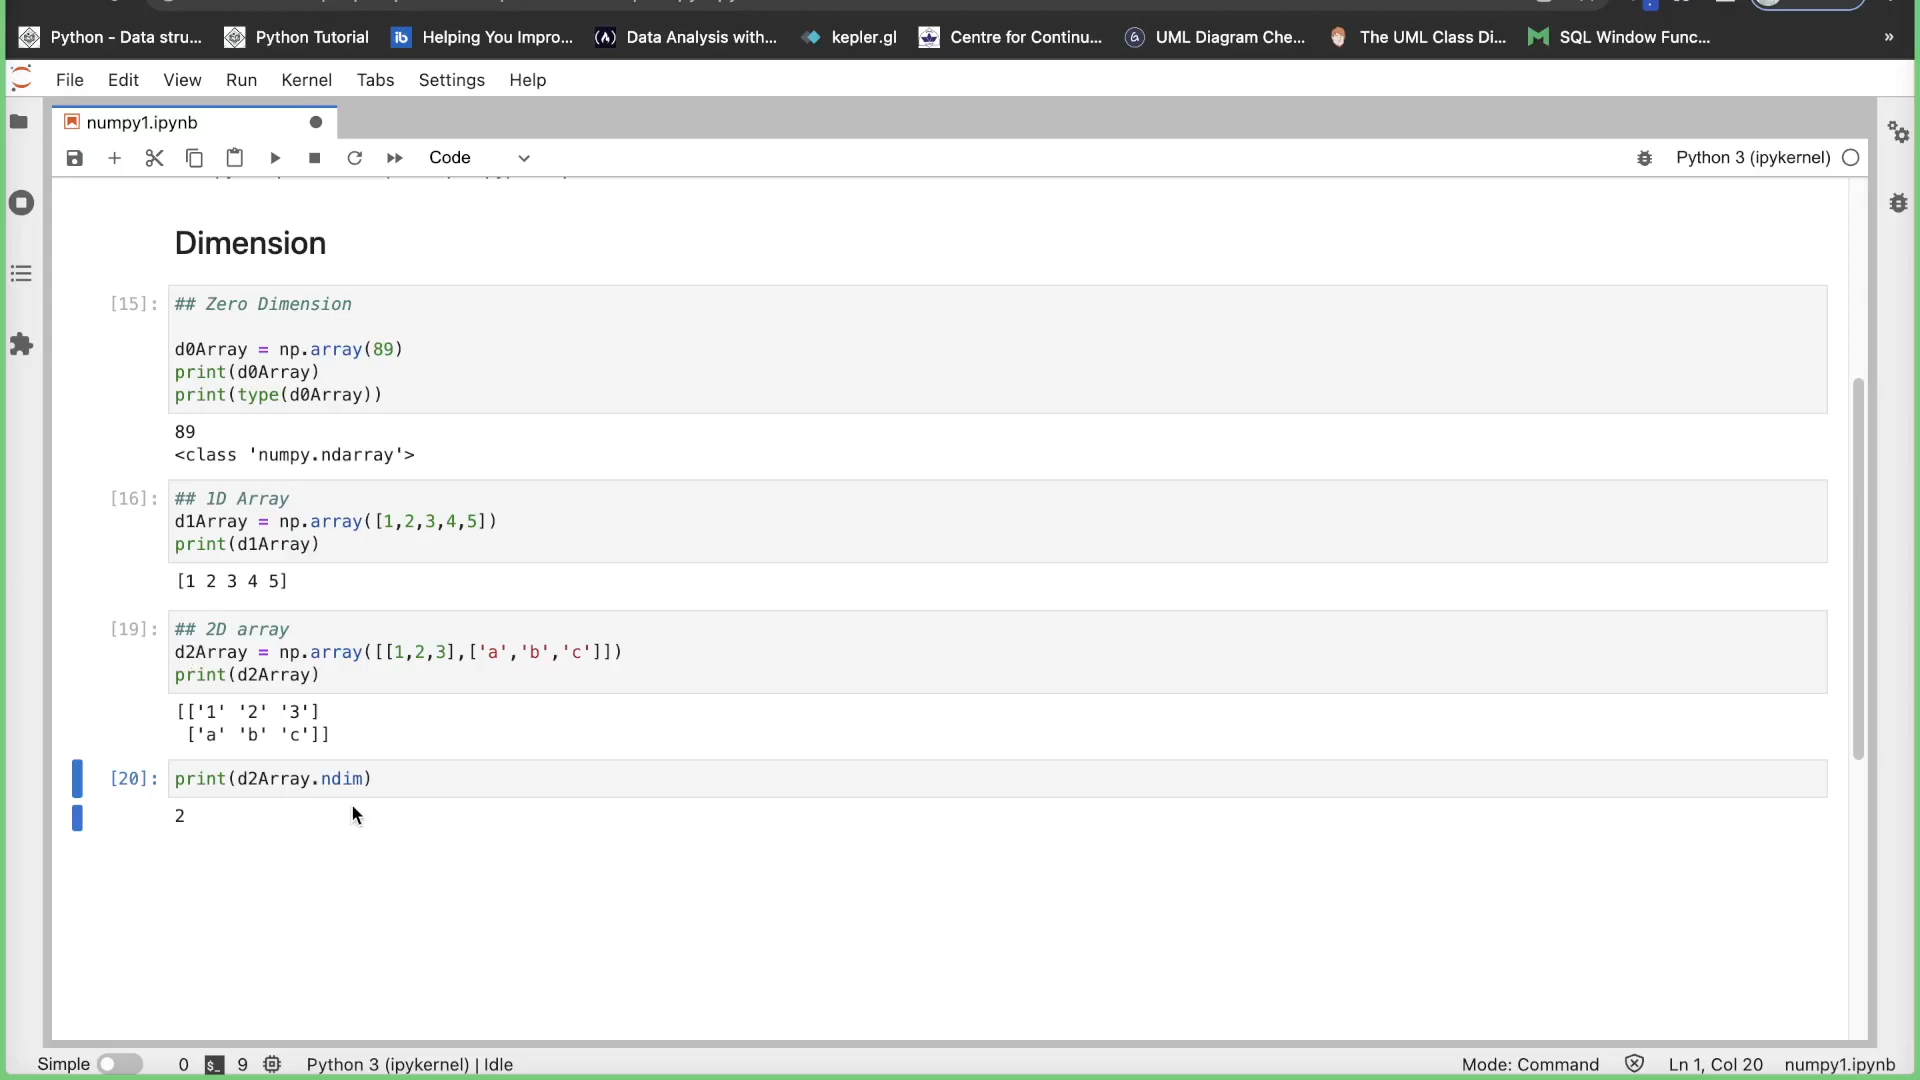 Python - Data stru...
Python Tutorial
ib
Helping You Impro...
Data Analysis with...
kepler.gl
Centre for Continu...
UML Diagram Che...
The UML Class Di...
SQL Window Func...
»
File
Edit
View
Run
Kernel
Tabs
Settings
Help
numpy1.ipynb
Code
Python 3 (ipykernel)
Dimension
[15]:
## Zero Dimension
d0Array = np.array(89)
print(d0Array)
print(type(d0Array))
89
<class 'numpy.ndarray'>
[16]:
## 1D Array
d1Array = np.array([1,2,3,4,5])
print(d1Array)
[1 2 3 4 5]
[19]:
## 2D array
d2Array = np.array([[1,2,3],['a','b','c']])
print(d2Array)
[['1' '2' '3']
 ['a' 'b' 'c']]
[20]:
print(d2Array.ndim)
2
Simple
0
$_
9
Python 3 (ipykernel) | Idle
Mode: Command
Ln 1, Col 20
numpy1.ipynb